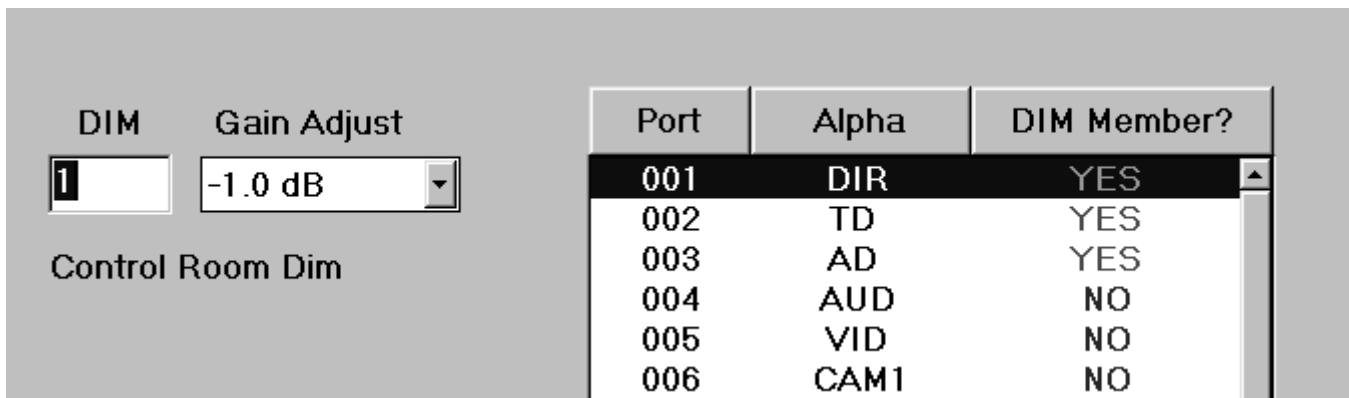 DIM Gain Adjust
1 -1.0 dB
Control Room Dim
Port Alpha DIM Member?
001 DIR YES
002 TD YES
003 AD YES
004 AUD NO
005 VID NO
006 CAM1 NO